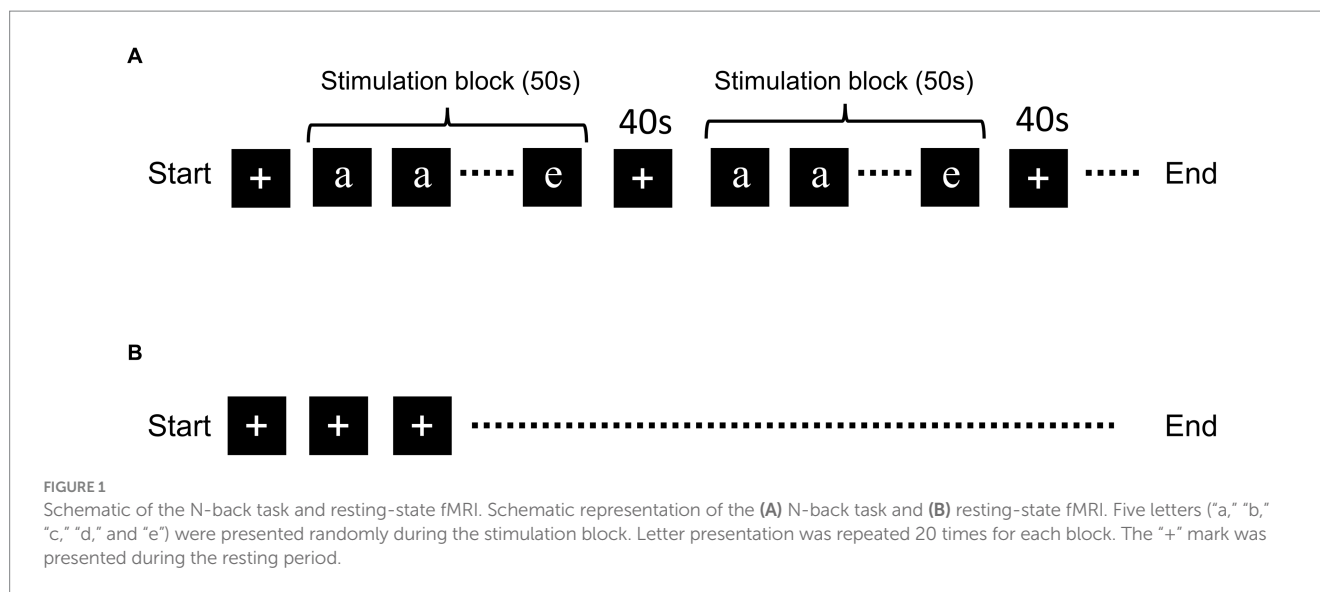 A
Stimulation block (50s) Stimulation block (50s)
40s 40s
Start + a a ...... e + a a ...... e + ...... End
B
Start + + + End
FIGURE 1
Schematic of the N-back task and resting-state fMRI. Schematic representation of the (A) N-back task and (B) resting-state fMRI. Five letters (“a,” “b,”
“c,” “d,” and “e”) were presented randomly during the stimulation block. Letter presentation was repeated 20 times for each block. The “+” mark was
presented during the resting period.